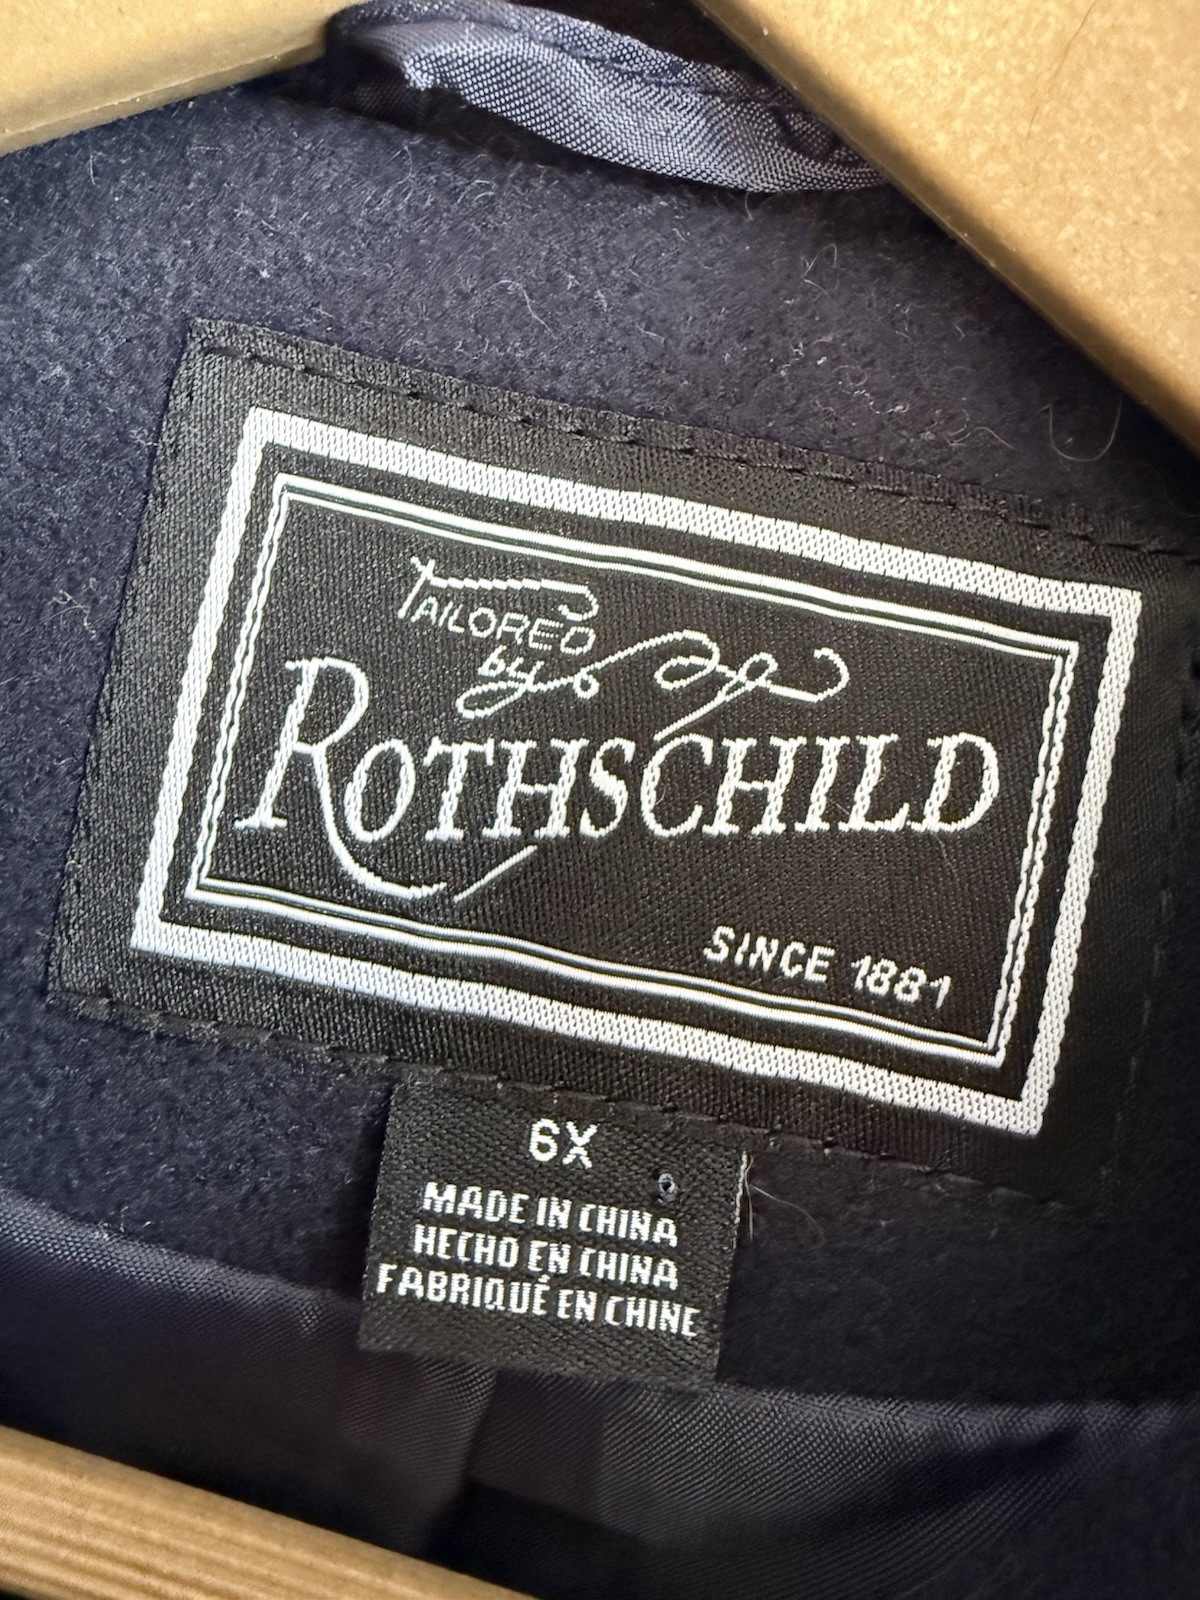 TAILORED
by
ROTHSCHILD
SINCE 1881
6X
MADE IN CHINA
HECHO EN CHINA
FABRIQUÉ EN CHINE